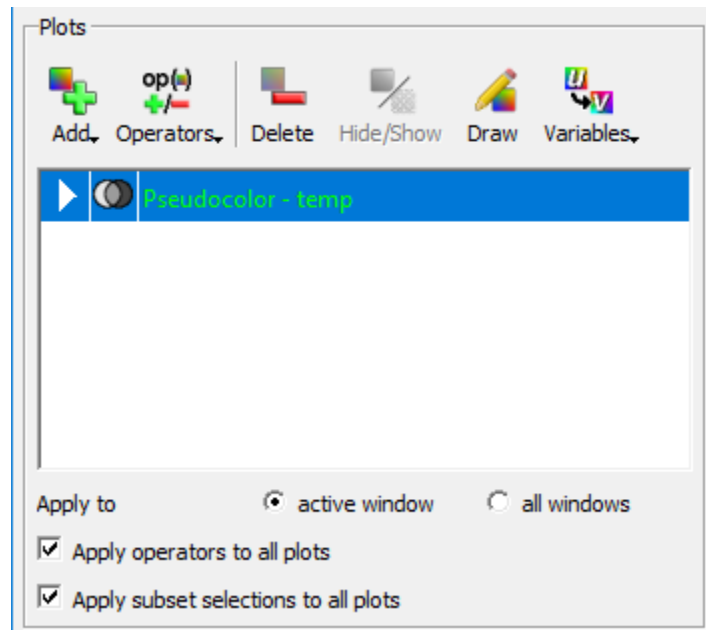 Plots
op(▪)
+/-
Add Operators Delete Hide/Show Draw Variables
Pseudocolor - temp
Apply to active window all windows
Apply operators to all plots
Apply subset selections to all plots